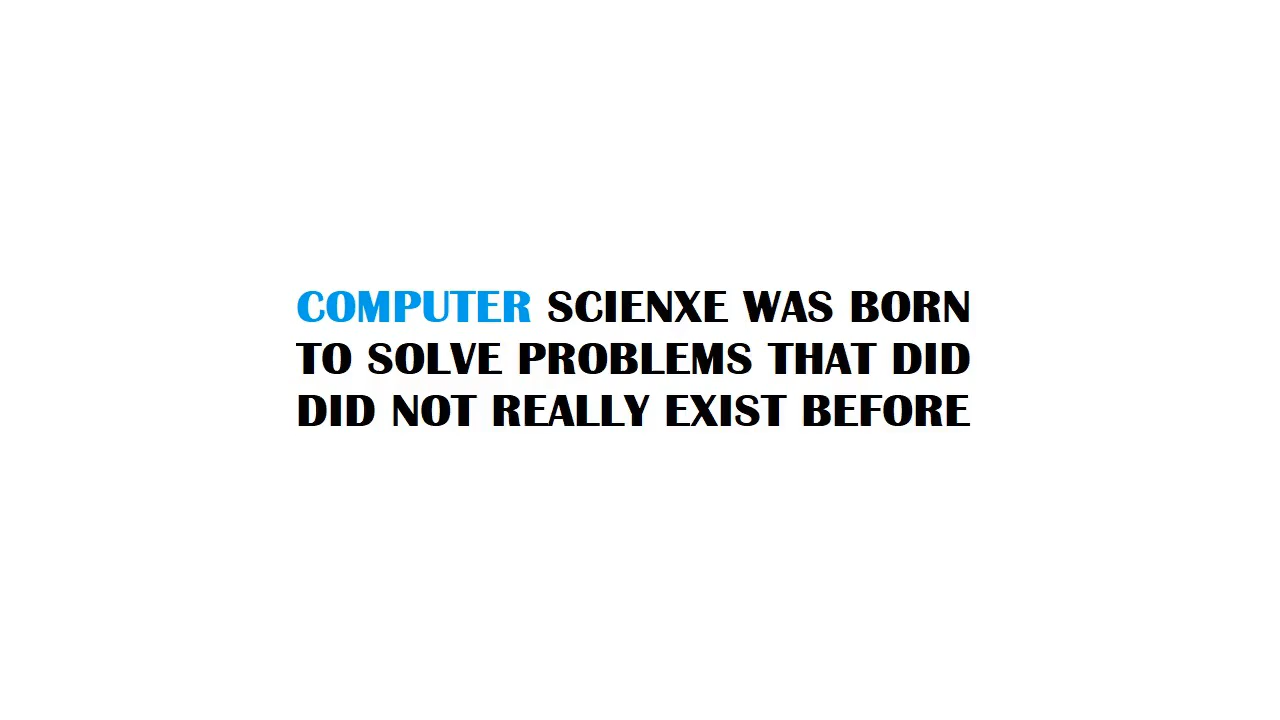 COMPUTER SCIENXE WAS BORN
TO SOLVE PROBLEMS THAT DID
DID NOT REALLY EXIST BEFORE